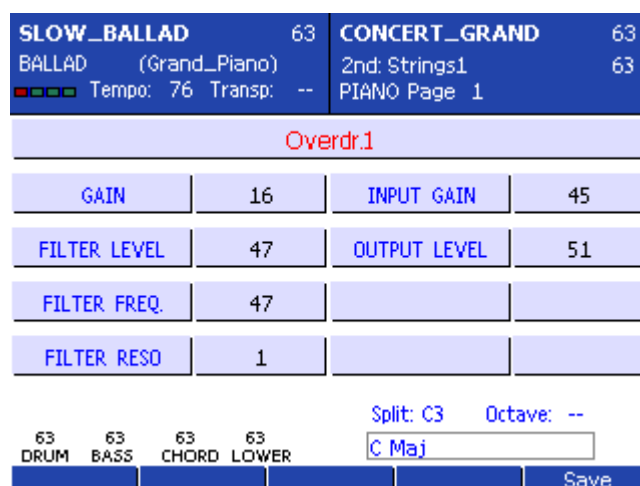 SLOW_BALLAD 63 CONCERT_GRAND 63
BALLAD (Grand_Piano) 2nd: Strings1 63
Tempo: 76 Transp: -- PIANO Page 1
Overdr.1
GAIN 16 INPUT GAIN 45
FILTER LEVEL 47 OUTPUT LEVEL 51
FILTER FREQ. 47
FILTER RESO 1
Split: C3 Octave: --
63 63 63 63
DRUM BASS CHORD LOWER
C Maj
Save